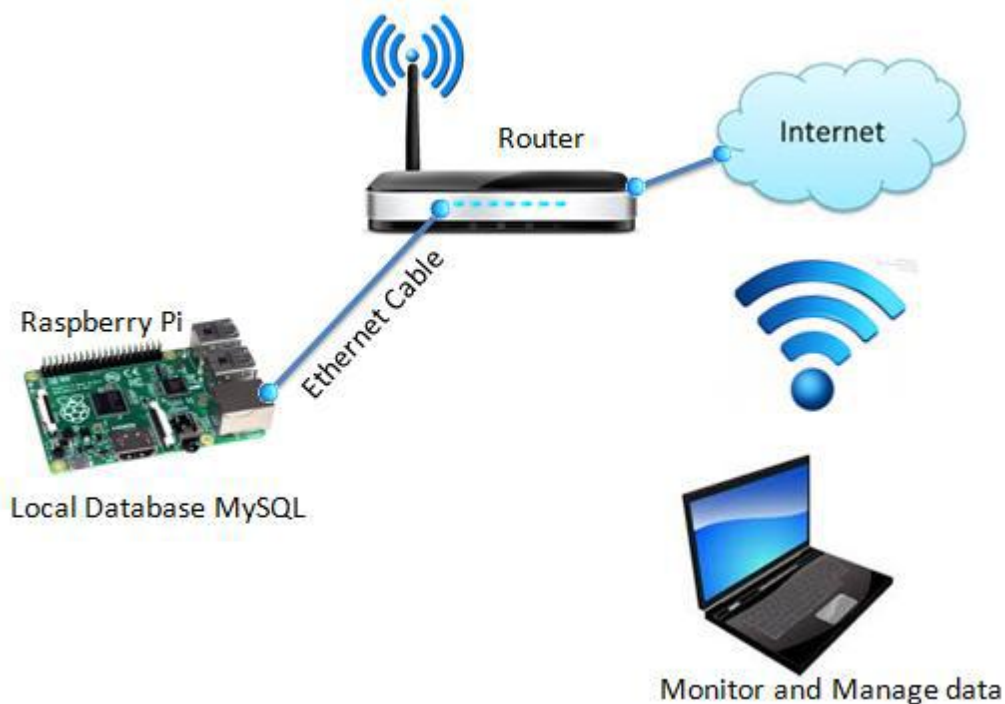 Router
Internet
Ethernet Cable
Raspberry Pi
Local Database MySQL
Monitor and Manage data